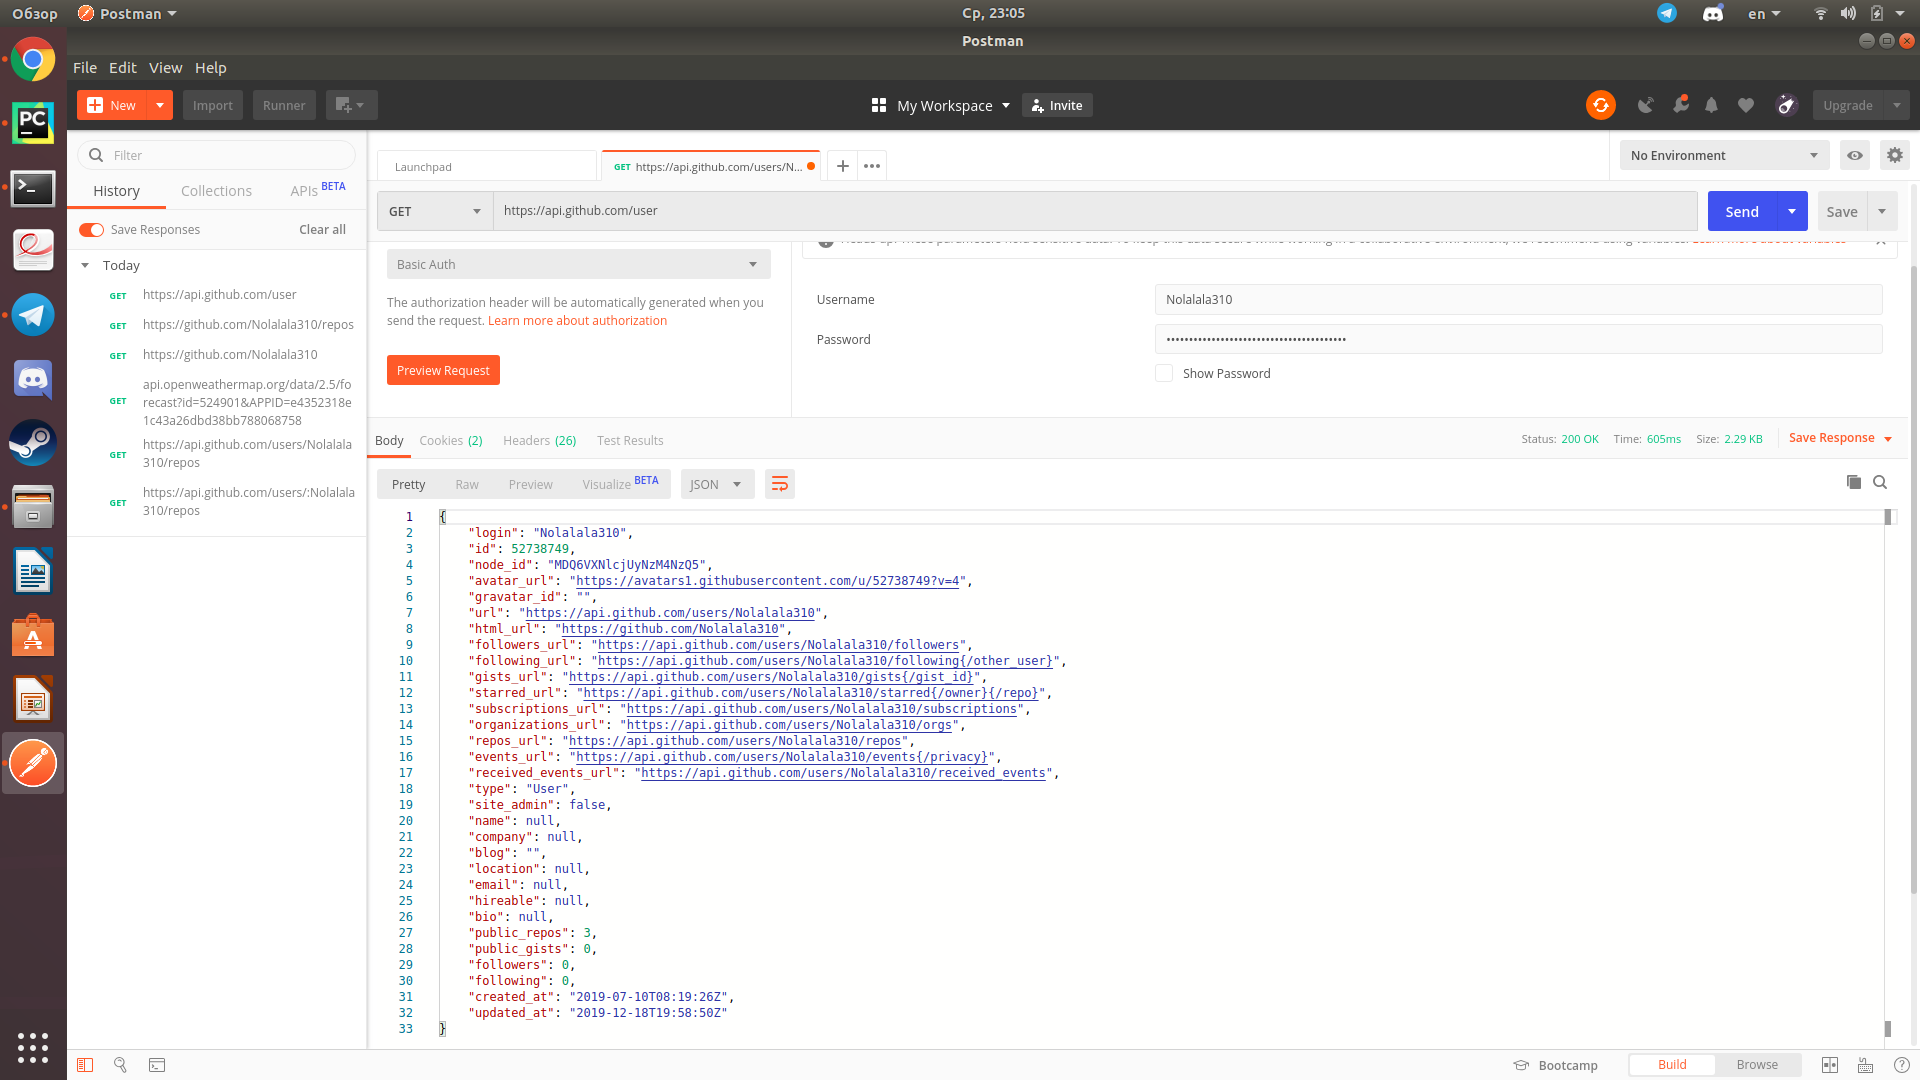 Обзор
Postman
Ср, 23:05
en
Postman
File Edit View Help
New
Import
Runner
My Workspace
Invite
Upgrade
Filter
History
Collections
APIs BETA
Save Responses
Clear all
Today
GET https://api.github.com/user
GET https://github.com/Nolalala310/repos
GET https://github.com/Nolalala310
GET api.openweathermap.org/data/2.5/fo
recast?id=524901&APPID=e4352318e
1c43a26dbd38bb788068758
GET https://api.github.com/users/Nolalala
310/repos
GET https://api.github.com/users/:Nolalala
310/repos
Launchpad
GET https://api.github.com/users/N...
No Environment
GET
https://api.github.com/user
Send
Save
Basic Auth
The authorization header will be automatically generated when you
send the request. Learn more about authorization
Preview Request
Username
Nolalala310
Password
Show Password
Body
Cookies (2)
Headers (26)
Test Results
Status: 200 OK
Time: 605ms
Size: 2.29 KB
Save Response
Pretty
Raw
Preview
Visualize BETA
JSON
1 {
2 "login": "Nolalala310",
3 "id": 52738749,
4 "node_id": "MDQ6VXNlcjUyNzM4NzQ5",
5 "avatar_url": "https://avatars1.githubusercontent.com/u/52738749?v=4",
6 "gravatar_id": "",
7 "url": "https://api.github.com/users/Nolalala310",
8 "html_url": "https://github.com/Nolalala310",
9 "followers_url": "https://api.github.com/users/Nolalala310/followers",
10 "following_url": "https://api.github.com/users/Nolalala310/following{/other_user}",
11 "gists_url": "https://api.github.com/users/Nolalala310/gists{/gist_id}",
12 "starred_url": "https://api.github.com/users/Nolalala310/starred{/owner}{/repo}",
13 "subscriptions_url": "https://api.github.com/users/Nolalala310/subscriptions",
14 "organizations_url": "https://api.github.com/users/Nolalala310/orgs",
15 "repos_url": "https://api.github.com/users/Nolalala310/repos",
16 "events_url": "https://api.github.com/users/Nolalala310/events{/privacy}",
17 "received_events_url": "https://api.github.com/users/Nolalala310/received_events",
18 "type": "User",
19 "site_admin": false,
20 "name": null,
21 "company": null,
22 "blog": "",
23 "location": null,
24 "email": null,
25 "hireable": null,
26 "bio": null,
27 "public_repos": 3,
28 "public_gists": 0,
29 "followers": 0,
30 "following": 0,
31 "created_at": "2019-07-10T08:19:26Z",
32 "updated_at": "2019-12-18T19:58:50Z"
33 }
Bootcamp
Build
Browse